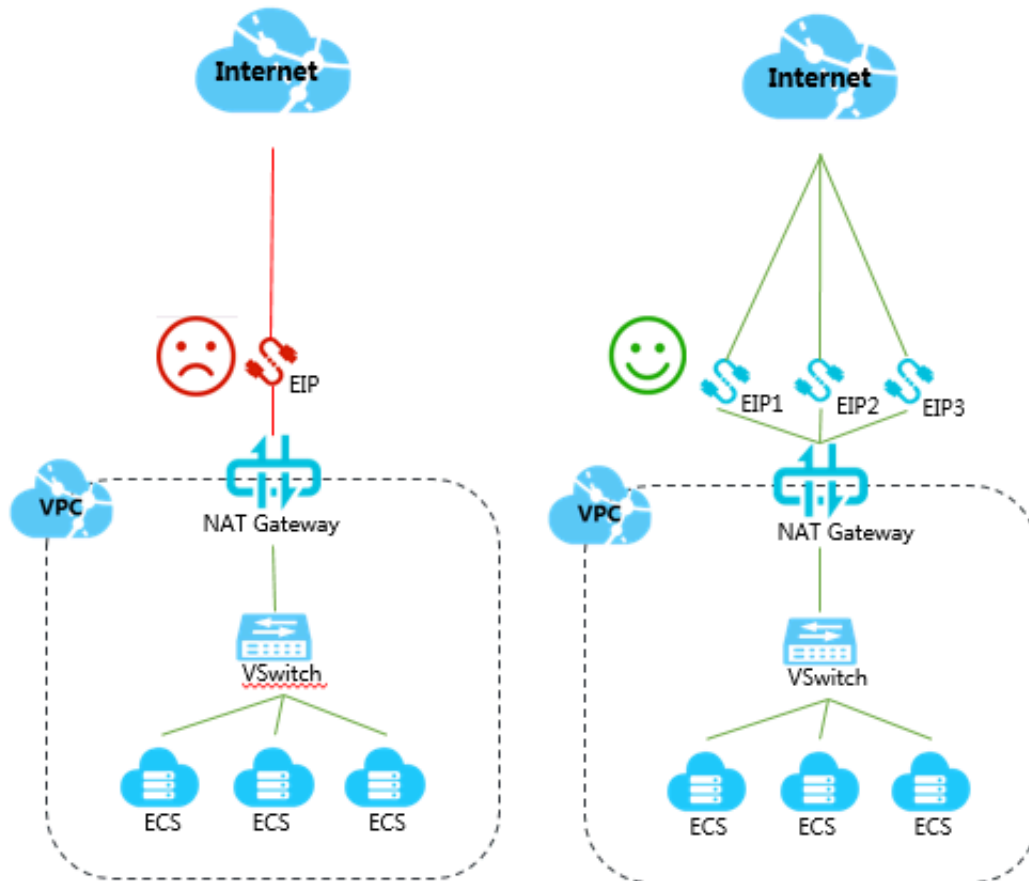 Internet
EIP
VPC
NAT Gateway
VSwitch
ECS ECS ECS
Internet
EIP1 EIP2 EIP3
VPC
NAT Gateway
VSwitch
ECS ECS ECS